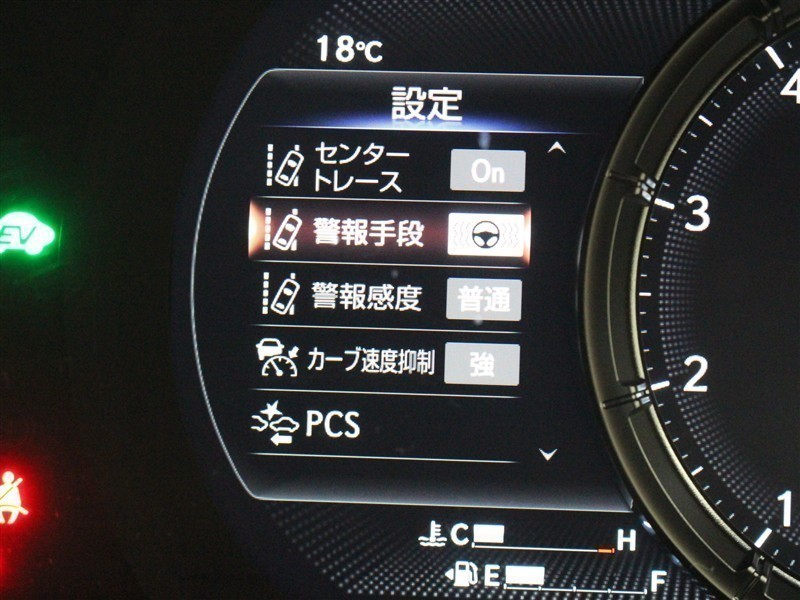 18℃
設定
センター
トレース
On
警報手段
警報感度
普通
カーブ速度抑制
強
PCS
EV
4
3
2
1
C
H
E
F